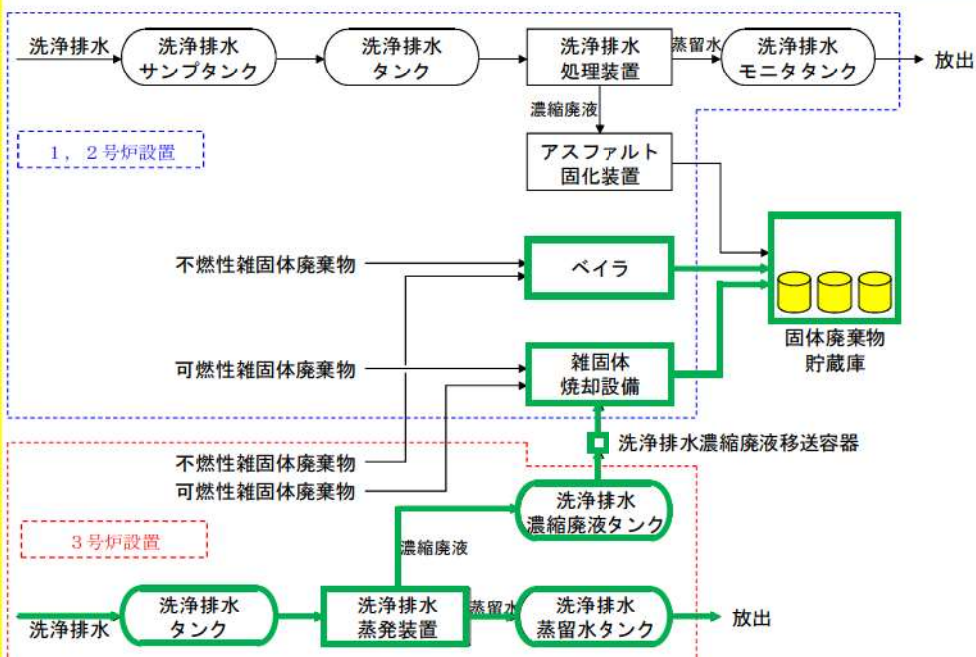 洗浄排水
洗浄排水
サンプタンク
洗浄排水
タンク
洗浄排水
処理装置
蒸留水
洗浄排水
モニタタンク
放出
濃縮廃液
1,2号炉設置
アスファルト
固化装置
不燃性雑固体廃棄物
ベイラ
固体廃棄物
貯蔵庫
可燃性雑固体廃棄物
雑固体
焼却設備
洗浄排水濃縮廃液移送容器
不燃性雑固体廃棄物
可燃性雑固体廃棄物
洗浄排水
濃縮廃液タンク
3号炉設置
濃縮廃液
洗浄排水
洗浄排水
タンク
洗浄排水
蒸発装置
蒸留水
洗浄排水
蒸留水タンク
放出